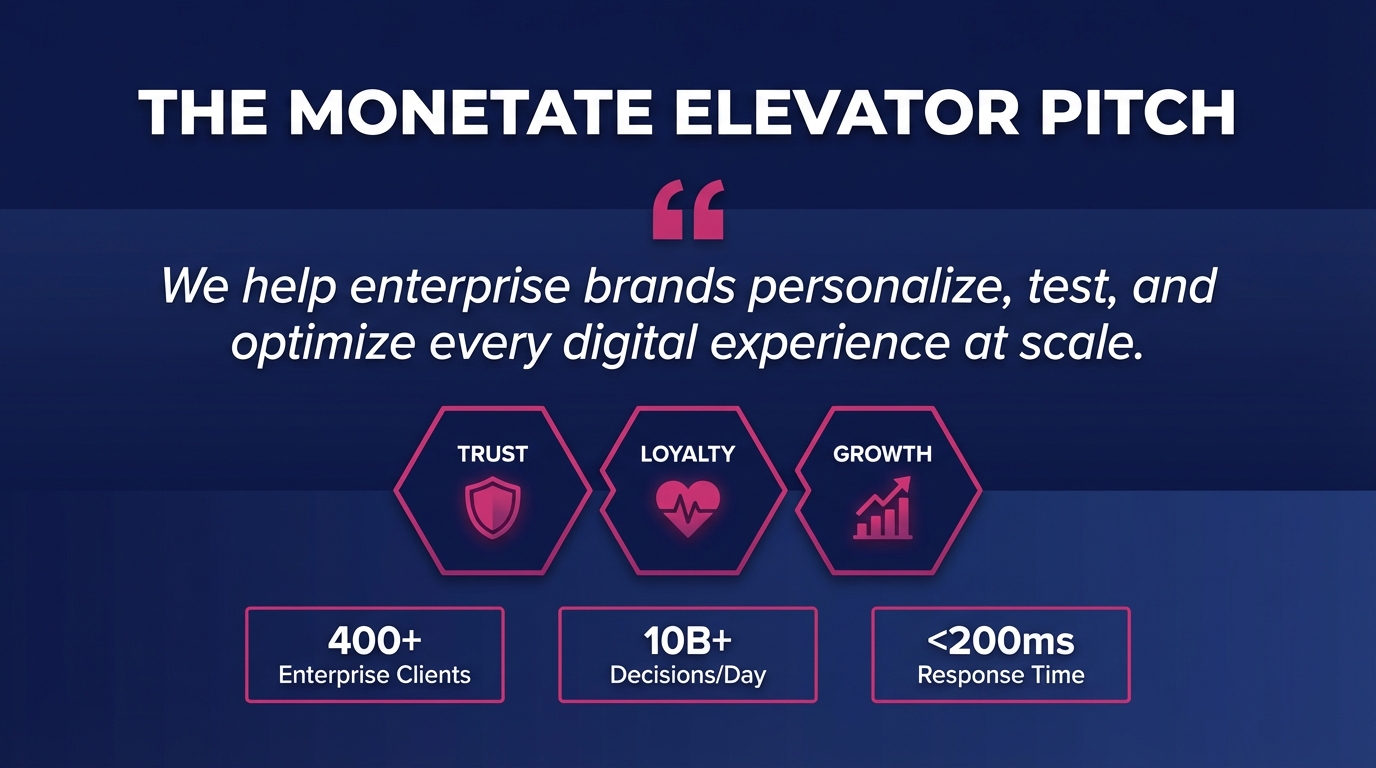 THE MONETATE ELEVATOR PITCH
“
We help enterprise brands personalize, test, and
optimize every digital experience at scale.
TRUST
LOYALTY
GROWTH
400+
Enterprise Clients
10B+
Decisions/Day
<200ms
Response Time